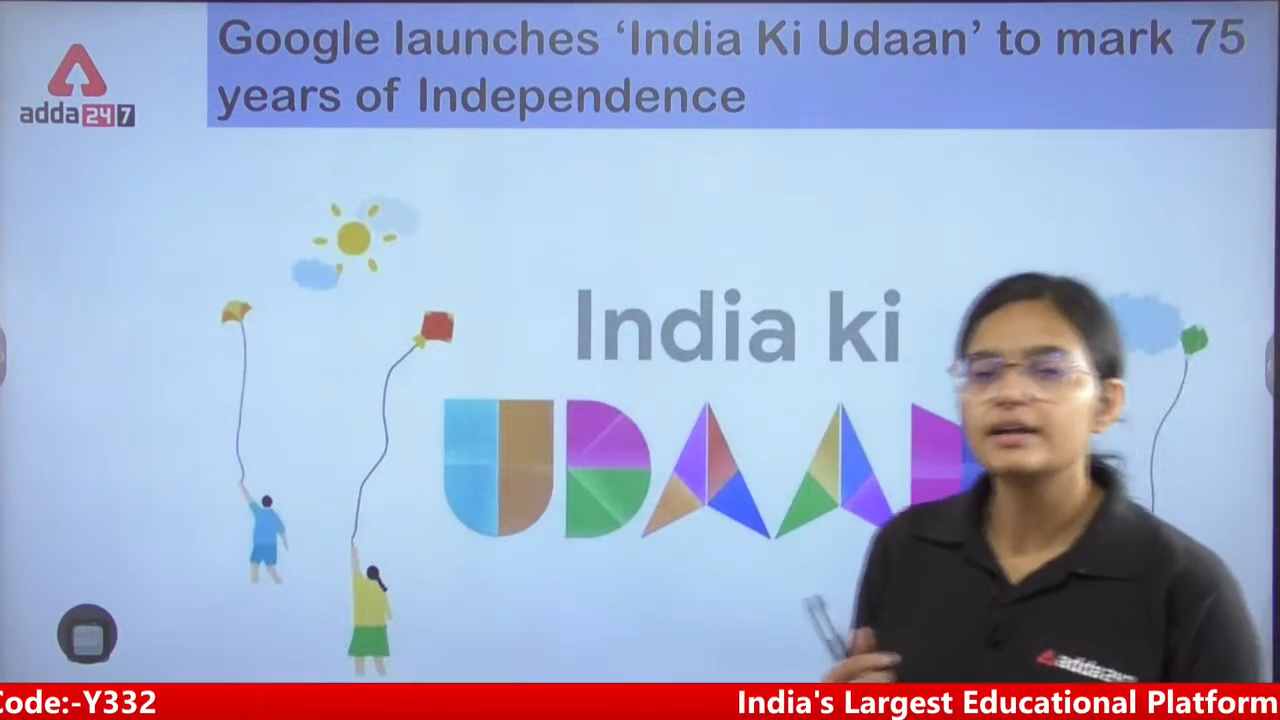 Google launches ‘India Ki Udaan’ to mark 75
years of Independence
adda247
India ki
UDAA
Code:-Y332
India's Largest Educational Platform